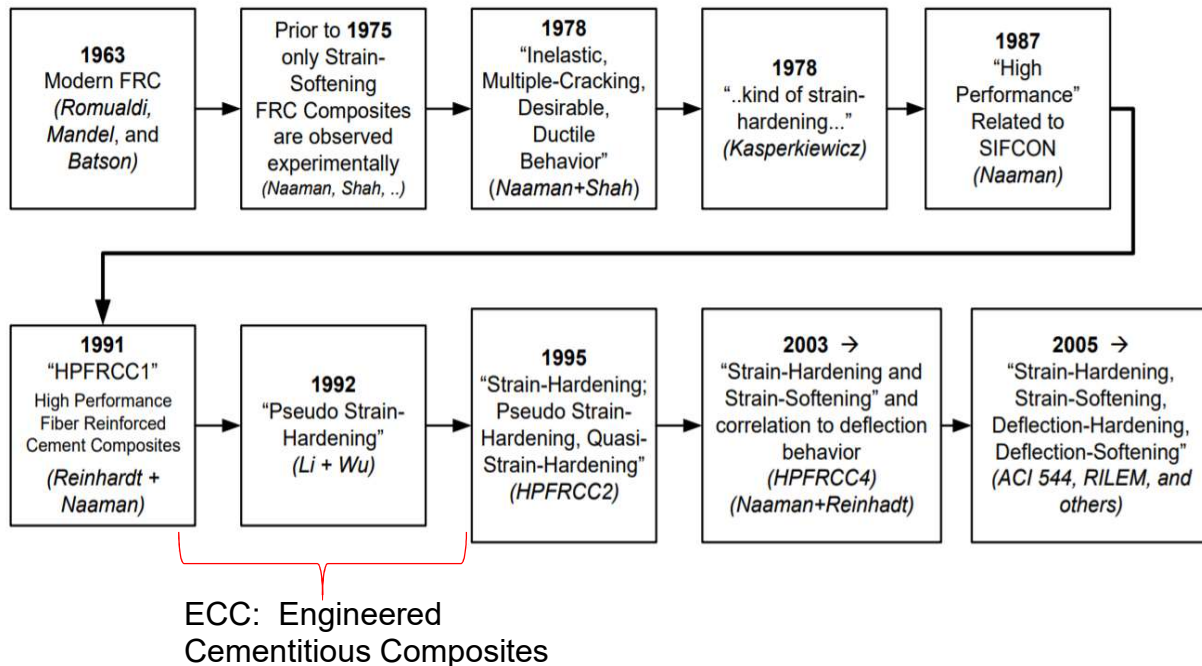 1963
Modern FRC
(Romualdi,
Mandel, and
Batson)
Prior to 1975
only Strain-
Softening
FRC Composites
are observed
experimentally
(Naaman, Shah, ..)
1978
“Inelastic,
Multiple-Cracking,
Desirable,
Ductile
Behavior”
(Naaman+Shah)
1978
“..kind of strain-
hardening...”
(Kasperkiewicz)
1987
“High
Performance”
Related to
SIFCON
(Naaman)
1991
“HPFRCC1”
High Performance
Fiber Reinforced
Cement Composites
(Reinhardt +
Naaman)
1992
“Pseudo Strain-
Hardening”
(Li + Wu)
1995
“Strain-Hardening;
Pseudo Strain-
Hardening, Quasi-
Strain-Hardening”
(HPFRCC2)
2003 →
“Strain-Hardening and
Strain-Softening” and
correlation to deflection
behavior
(HPFRCC4)
(Naaman+Reinhadt)
2005 →
“Strain-Hardening,
Strain-Softening,
Deflection-Hardening,
Deflection-Softening”
(ACI 544, RILEM, and
others)
ECC: Engineered
Cementitious Composites